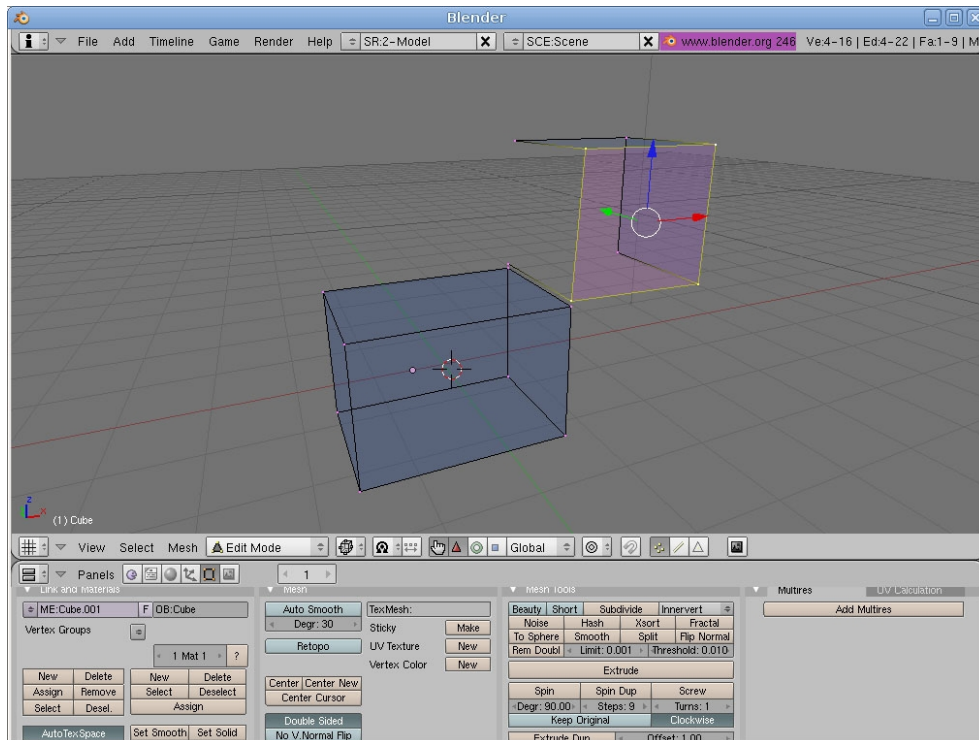 Blender
File Add Timeline Game Render Help SR:2-Model X SCE:Scene X www.blender.org 246 Ve:4-16 | Ed:4-22 | Fa:1-9 | M
z
x
(1) Cube
View Select Mesh Edit Mode Global
Panels 1
Link and Materials
ME:Cube.001 F OB:Cube
Vertex Groups
1 Mat 1 ?
New Delete New Delete
Assign Remove Select Deselect
Select Desel. Assign
AutoTexSpace Set Smooth Set Solid
Mesh
Auto Smooth TexMesh:
Degr: 30 Sticky Make
Retopo UV Texture New
Vertex Color New
Center Center New
Center Cursor
Double Sided
No V.Normal Flip
Mesh Tools
Beauty Short Subdivide Innervert
Noise Hash Xsort Fractal
To Sphere Smooth Split Flip Normal
Rem Doubl Limit: 0.001 Threshold: 0.010
Extrude
Spin Spin Dup Screw
Degr: 90.00 Steps: 9 Turns: 1
Keep Original Clockwise
Extrude Dup Offset: 1.00
Multires UV Calculation
Add Multires